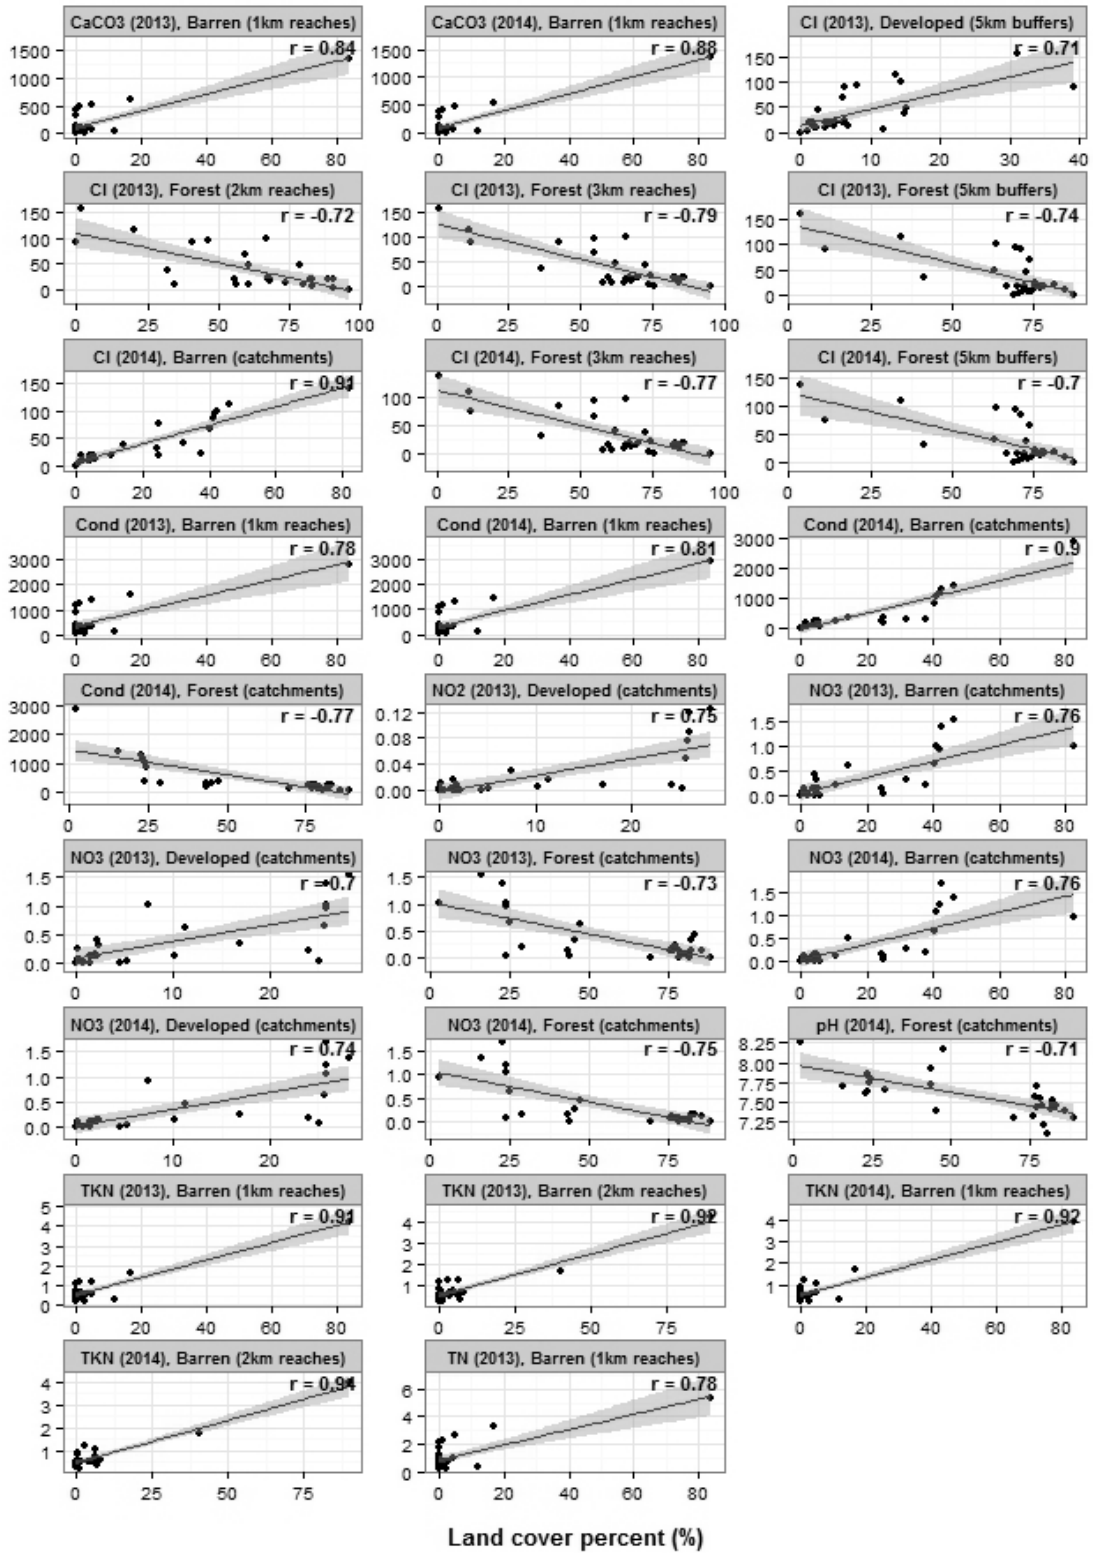 CaCO3 (2013), Barren (1km reaches)
r = 0.84
1500
1000
500
0
0 20 40 60 80
CaCO3 (2014), Barren (1km reaches)
r = 0.88
1500
1000
500
0
0 20 40 60 80
Cl (2013), Developed (5km buffers)
r = 0.71
150
100
50
0
0 10 20 30 40
Cl (2013), Forest (2km reaches)
r = -0.72
150
100
50
0
0 25 50 75 100
Cl (2013), Forest (3km reaches)
r = -0.79
150
100
50
0
0 25 50 75 100
Cl (2013), Forest (5km buffers)
r = -0.74
150
100
50
0
0 25 50 75
Cl (2014), Barren (catchments)
r = 0.91
150
100
50
0
0 20 40 60 80
Cl (2014), Forest (3km reaches)
r = -0.77
100
50
0
0 25 50 75 100
Cl (2014), Forest (5km buffers)
r = -0.7
150
100
50
0
0 25 50 75
Cond (2013), Barren (1km reaches)
r = 0.78
3000
2000
1000
0
0 20 40 60 80
Cond (2014), Barren (1km reaches)
r = 0.81
3000
2000
1000
0
0 20 40 60 80
Cond (2014), Barren (catchments)
r = 0.9
3000
2000
1000
0
0 20 40 60 80
Cond (2014), Forest (catchments)
r = -0.77
3000
2000
1000
0
0 25 50 75
NO2 (2013), Developed (catchments)
r = 0.75
0.12
0.08
0.04
0.00
0 10 20
NO3 (2013), Barren (catchments)
r = 0.76
1.5
1.0
0.5
0.0
0 20 40 60 80
NO3 (2013), Developed (catchments)
r = 0.7
1.5
1.0
0.5
0.0
0 10 20
NO3 (2013), Forest (catchments)
r = -0.73
1.5
1.0
0.5
0.0
0 25 50 75
NO3 (2014), Barren (catchments)
r = 0.76
1.5
1.0
0.5
0.0
0 20 40 60 80
NO3 (2014), Developed (catchments)
r = 0.74
1.5
1.0
0.5
0.0
0 10 20
NO3 (2014), Forest (catchments)
r = -0.75
1.5
1.0
0.5
0.0
0 25 50 75
pH (2014), Forest (catchments)
r = -0.71
8.25
8.00
7.75
7.50
7.25
0 25 50 75
TKN (2013), Barren (1km reaches)
r = 0.91
5
4
3
2
1
0
0 20 40 60 80
TKN (2013), Barren (2km reaches)
r = 0.92
4
3
2
1
0 25 50 75
TKN (2014), Barren (1km reaches)
r = 0.92
4
3
2
1
0 20 40 60 80
TKN (2014), Barren (2km reaches)
r = 0.94
4
3
2
1
0 25 50 75
TN (2013), Barren (1km reaches)
r = 0.78
6
4
2
0
0 20 40 60 80
Land cover percent (%)